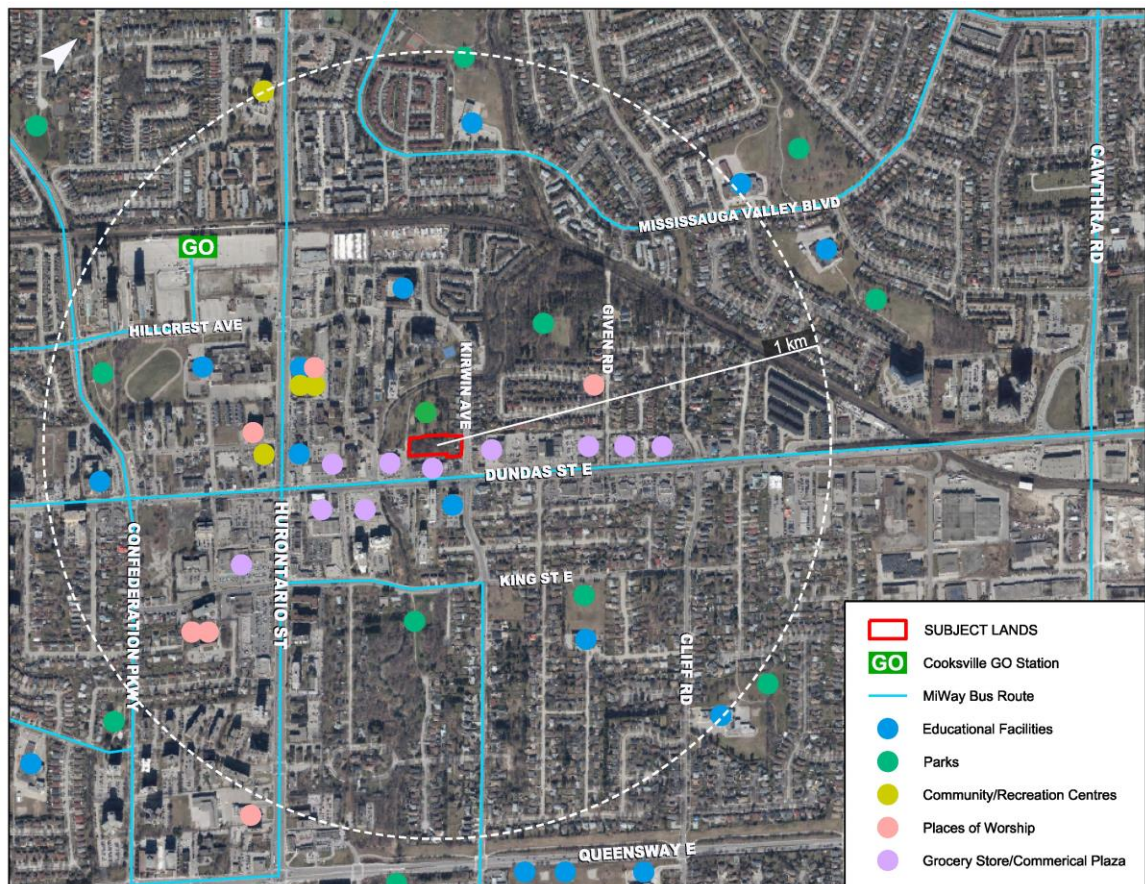 MISSISSAUGA VALLEY BLVD
CAWTHRA RD
GO
HILLCREST AVE
GIVEN RD
1 km
KIRWIN AVE
DUNDAS ST E
CONFEDERATION PKWY
HURONTARIO ST
KING ST E
CLIFF RD
QUEENSWAY E
SUBJECT LANDS
GO Cooksville GO Station
MiWay Bus Route
Educational Facilities
Parks
Community/Recreation Centres
Places of Worship
Grocery Store/Commerical Plaza